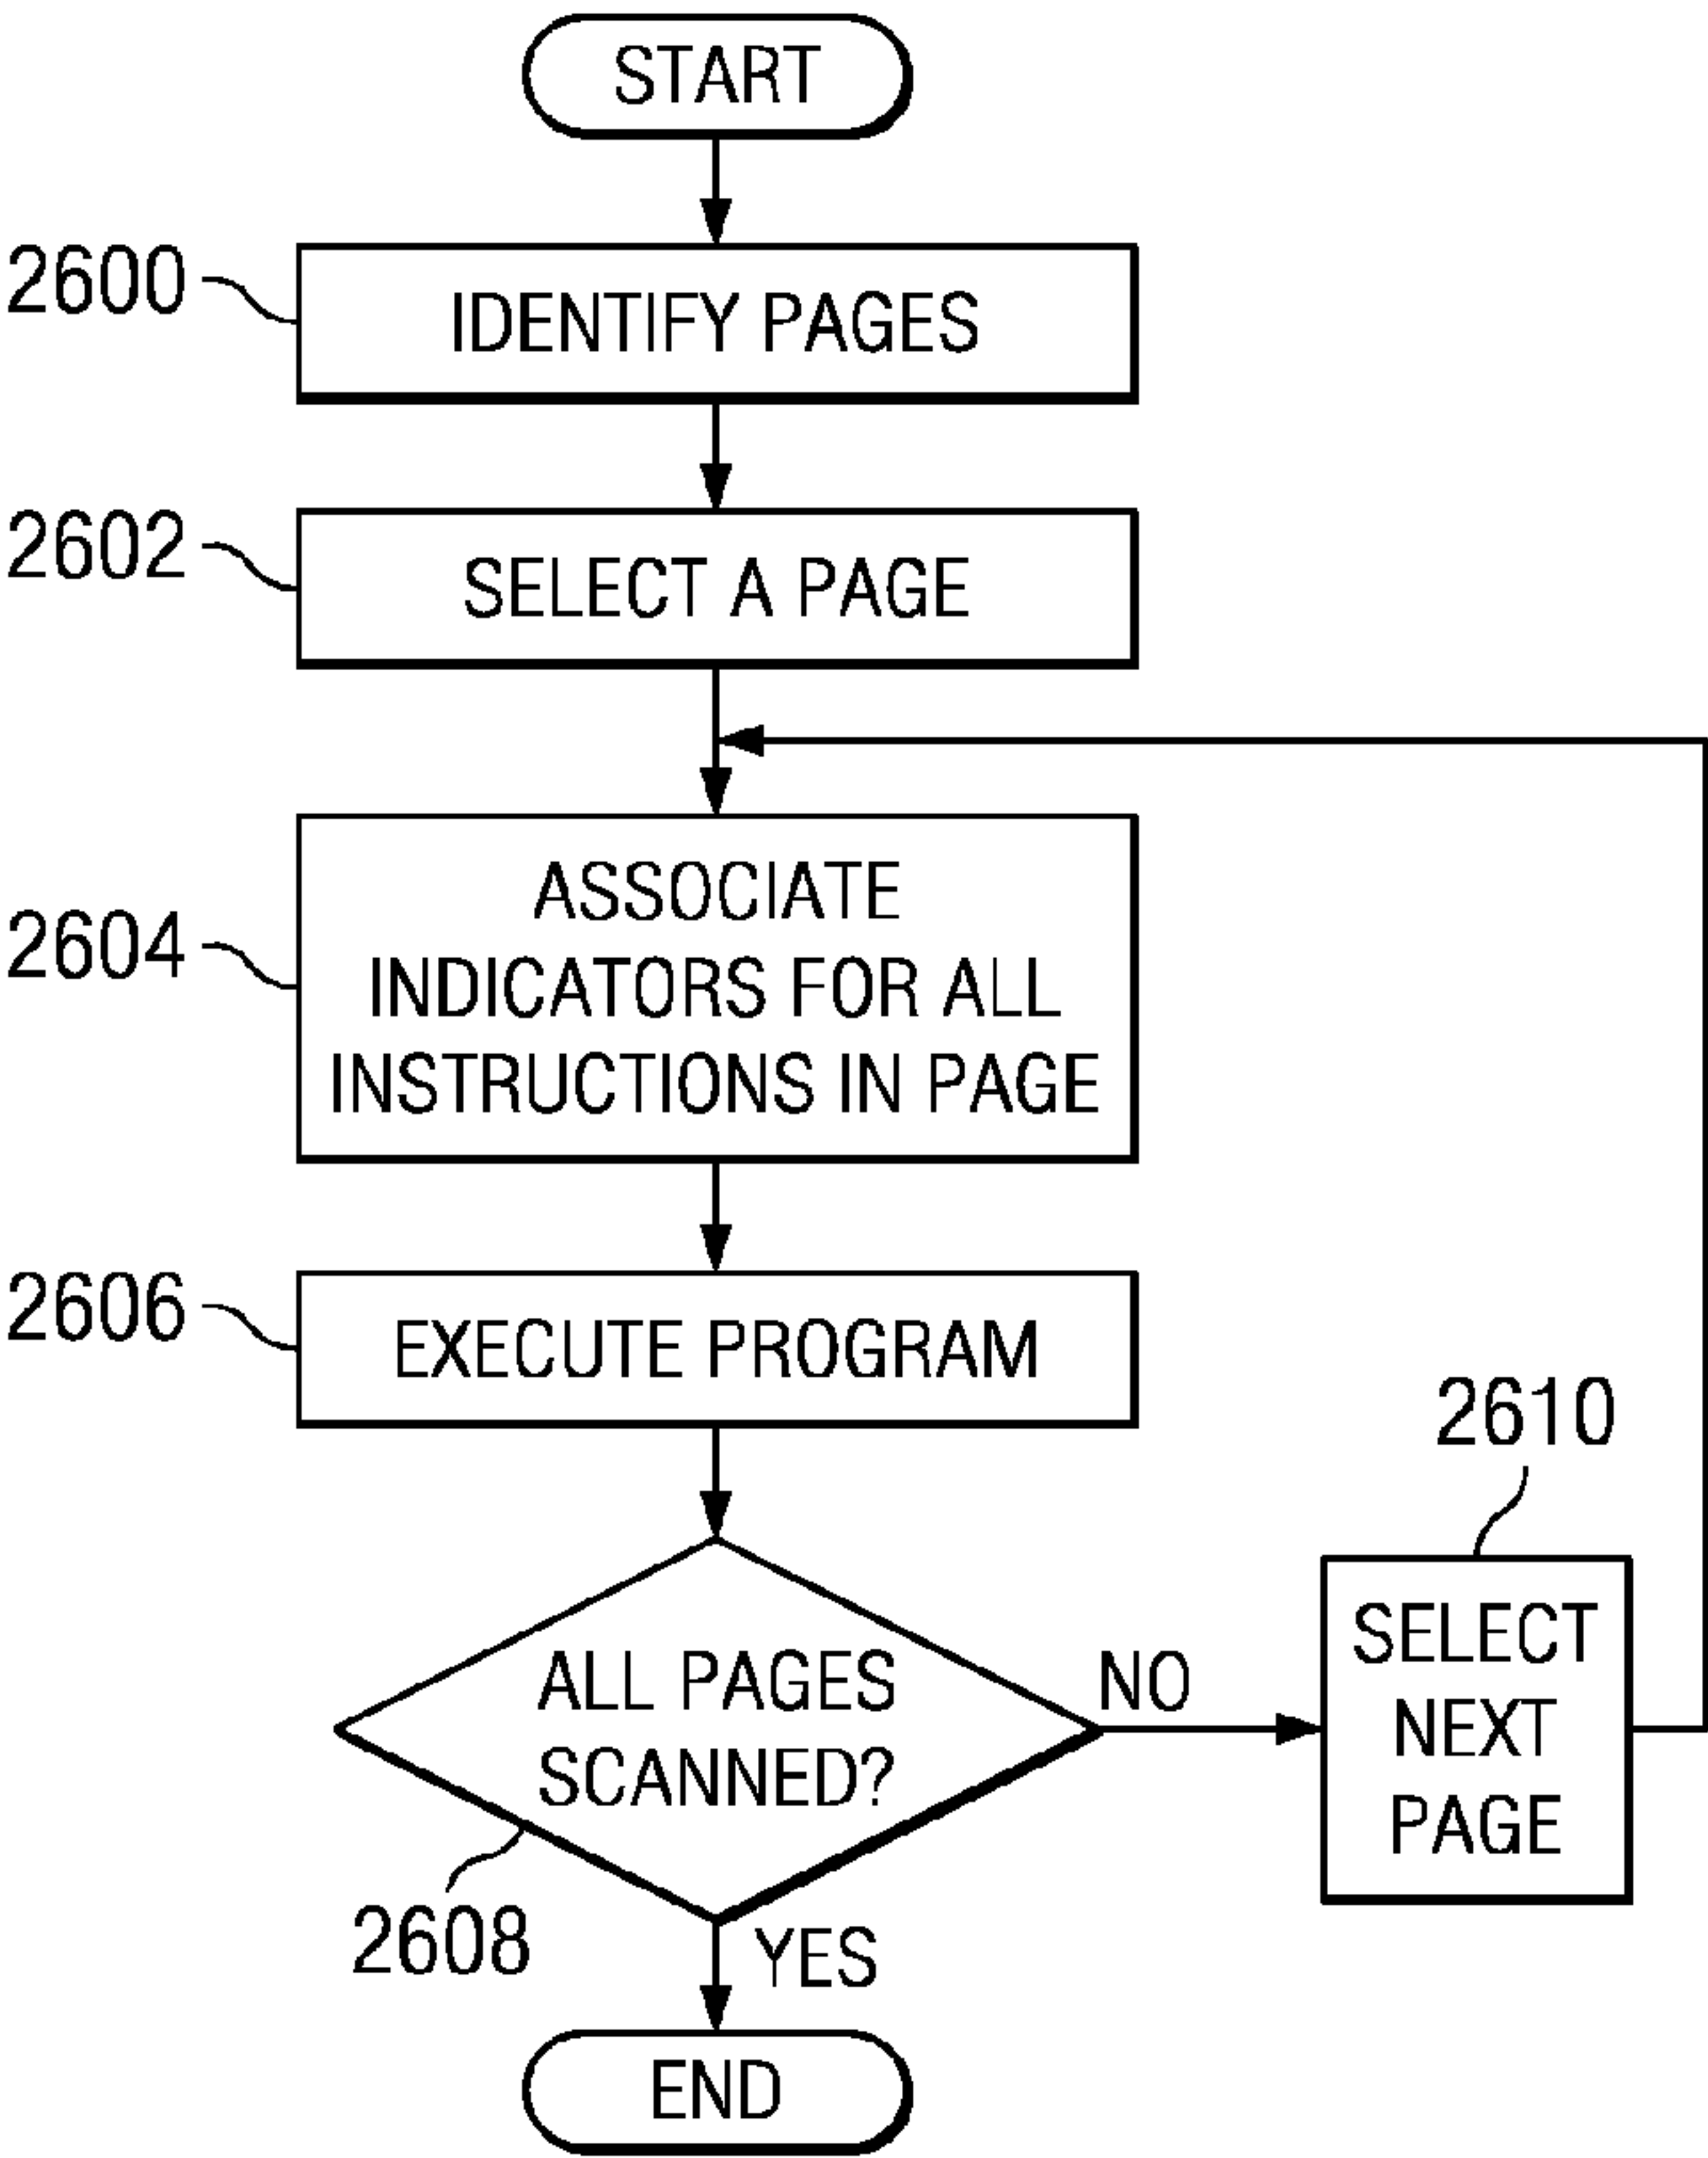 START
2600
IDENTIFY PAGES
2602
SELECT A PAGE
2604
ASSOCIATE
INDICATORS FOR ALL
INSTRUCTIONS IN PAGE
2606
EXECUTE PROGRAM
2608
ALL PAGES
SCANNED?
NO
2610
SELECT
NEXT
PAGE
YES
END